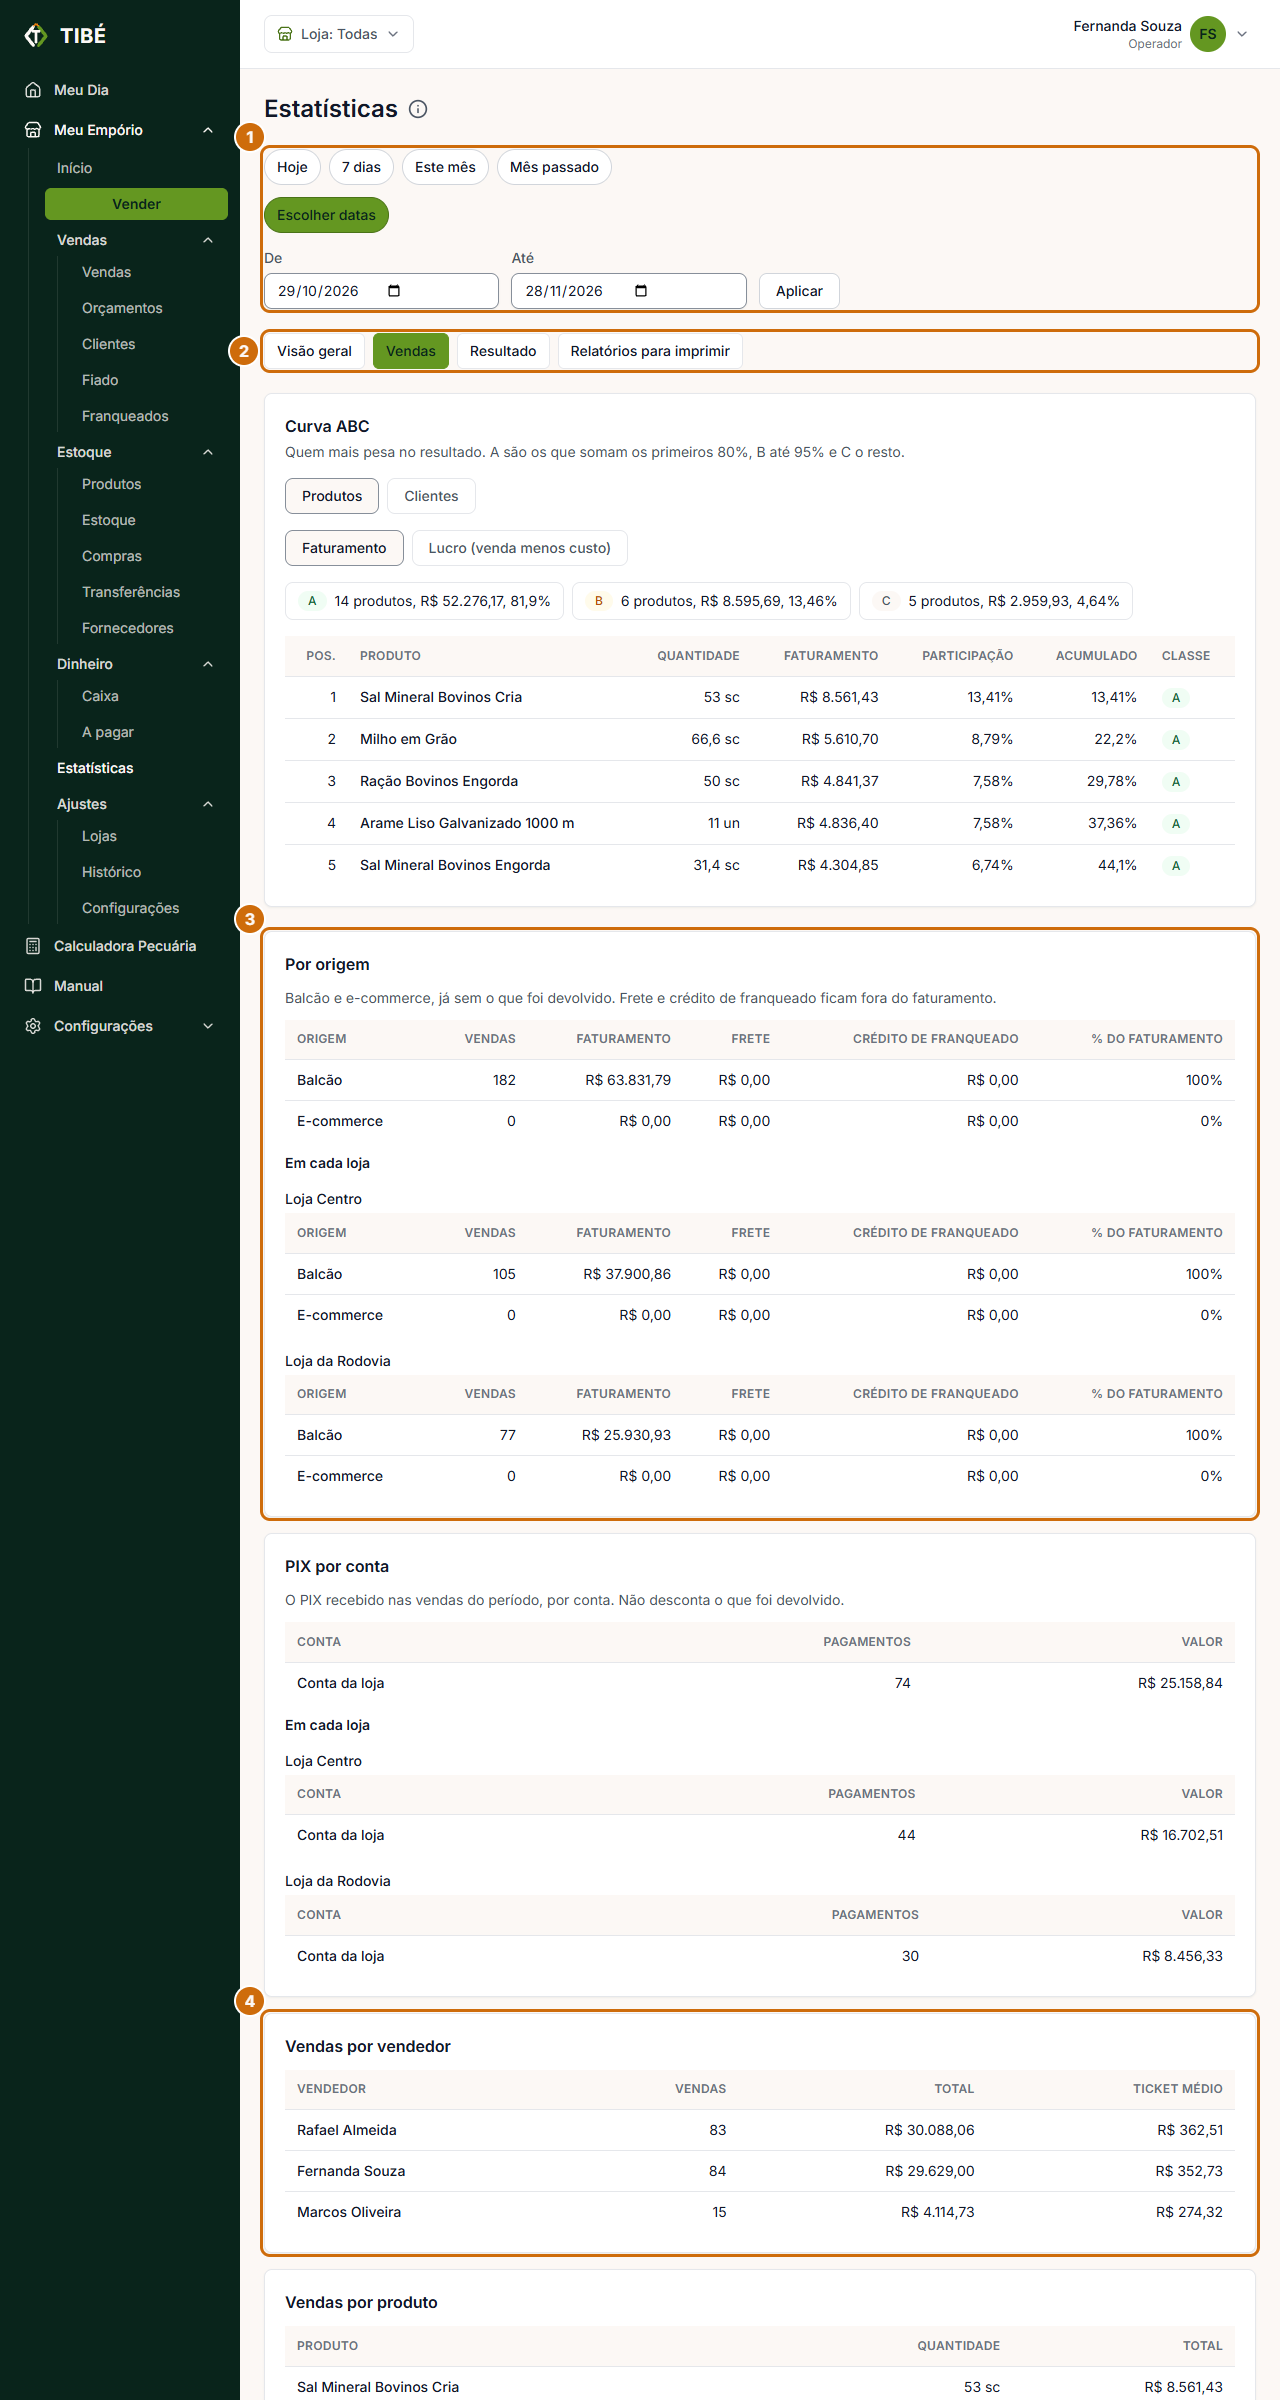 TIBÉ
Loja: Todas
Fernanda Souza
Operador
FS
Meu Dia
Meu Empório
Início
Vender
Vendas
Vendas
Orçamentos
Clientes
Fiado
Franqueados
Estoque
Produtos
Estoque
Compras
Transferências
Fornecedores
Dinheiro
Caixa
A pagar
Estatísticas
Ajustes
Lojas
Histórico
Configurações
Calculadora Pecuária
Manual
Configurações
Estatísticas
1
Hoje 7 dias Este mês Mês passado
Escolher datas
De Até
29/10/2026 28/11/2026 Aplicar
2
Visão geral Vendas Resultado Relatórios para imprimir
Curva ABC
Quem mais pesa no resultado. A são os que somam os primeiros 80%, B até 95% e C o resto.
Produtos Clientes
Faturamento Lucro (venda menos custo)
A 14 produtos, R$ 52.276,17, 81,9% B 6 produtos, R$ 8.595,69, 13,46% C 5 produtos, R$ 2.959,93, 4,64%
POS. PRODUTO QUANTIDADE FATURAMENTO PARTICIPAÇÃO ACUMULADO CLASSE
1 Sal Mineral Bovinos Cria 53 sc R$ 8.561,43 13,41% 13,41% A
2 Milho em Grão 66,6 sc R$ 5.610,70 8,79% 22,2% A
3 Ração Bovinos Engorda 50 sc R$ 4.841,37 7,58% 29,78% A
4 Arame Liso Galvanizado 1000 m 11 un R$ 4.836,40 7,58% 37,36% A
5 Sal Mineral Bovinos Engorda 31,4 sc R$ 4.304,85 6,74% 44,1% A
3
Por origem
Balcão e e-commerce, já sem o que foi devolvido. Frete e crédito de franqueado ficam fora do faturamento.
ORIGEM VENDAS FATURAMENTO FRETE CRÉDITO DE FRANQUEADO % DO FATURAMENTO
Balcão 182 R$ 63.831,79 R$ 0,00 R$ 0,00 100%
E-commerce 0 R$ 0,00 R$ 0,00 R$ 0,00 0%
Em cada loja
Loja Centro
ORIGEM VENDAS FATURAMENTO FRETE CRÉDITO DE FRANQUEADO % DO FATURAMENTO
Balcão 105 R$ 37.900,86 R$ 0,00 R$ 0,00 100%
E-commerce 0 R$ 0,00 R$ 0,00 R$ 0,00 0%
Loja da Rodovia
ORIGEM VENDAS FATURAMENTO FRETE CRÉDITO DE FRANQUEADO % DO FATURAMENTO
Balcão 77 R$ 25.930,93 R$ 0,00 R$ 0,00 100%
E-commerce 0 R$ 0,00 R$ 0,00 R$ 0,00 0%
PIX por conta
O PIX recebido nas vendas do período, por conta. Não desconta o que foi devolvido.
CONTA PAGAMENTOS VALOR
Conta da loja 74 R$ 25.158,84
Em cada loja
Loja Centro
CONTA PAGAMENTOS VALOR
Conta da loja 44 R$ 16.702,51
Loja da Rodovia
CONTA PAGAMENTOS VALOR
Conta da loja 30 R$ 8.456,33
4
Vendas por vendedor
VENDEDOR VENDAS TOTAL TICKET MÉDIO
Rafael Almeida 83 R$ 30.088,06 R$ 362,51
Fernanda Souza 84 R$ 29.629,00 R$ 352,73
Marcos Oliveira 15 R$ 4.114,73 R$ 274,32
Vendas por produto
PRODUTO QUANTIDADE TOTAL
Sal Mineral Bovinos Cria 53 sc R$ 8.561,43